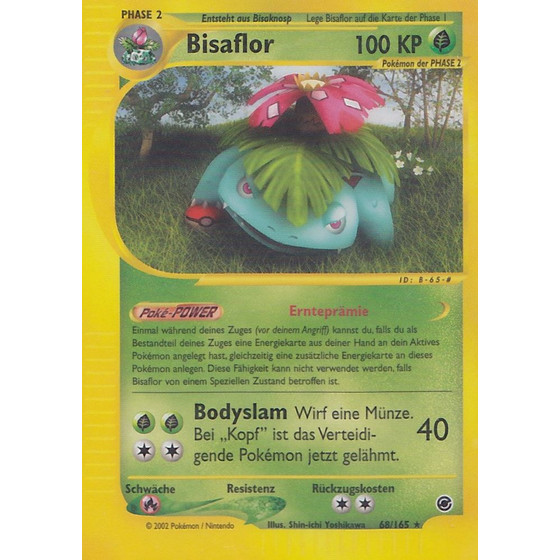 PHASE 2
Entsteht aus Bisaknosp
Lege Bisaflor auf die Karte der Phase 1
Bisaflor
100 KP
Pokémon der PHASE 2
ID: B-65-#
Poké-POWER
Ernteprämie
Einmal während deines Zuges (vor deinem Angriff) kannst du, falls du als
Bestandteil deines Zuges eine Energiekarte aus deiner Hand an dein Aktives
Pokémon angelegt hast, gleichzeitig eine zusätzliche Energiekarte an dieses
Pokémon anlegen. Diese Fähigkeit kann nicht verwendet werden, falls
Bisaflor von einem Speziellen Zustand betroffen ist.
Bodyslam Wirf eine Münze.
Bei „Kopf" ist das Verteidi-
gende Pokémon jetzt gelähmt.
40
Schwäche
Resistenz
Rückzugskosten
© 2002 Pokémon / Nintendo
Illus. Shin-ichi Yoshikawa
68/165 ★